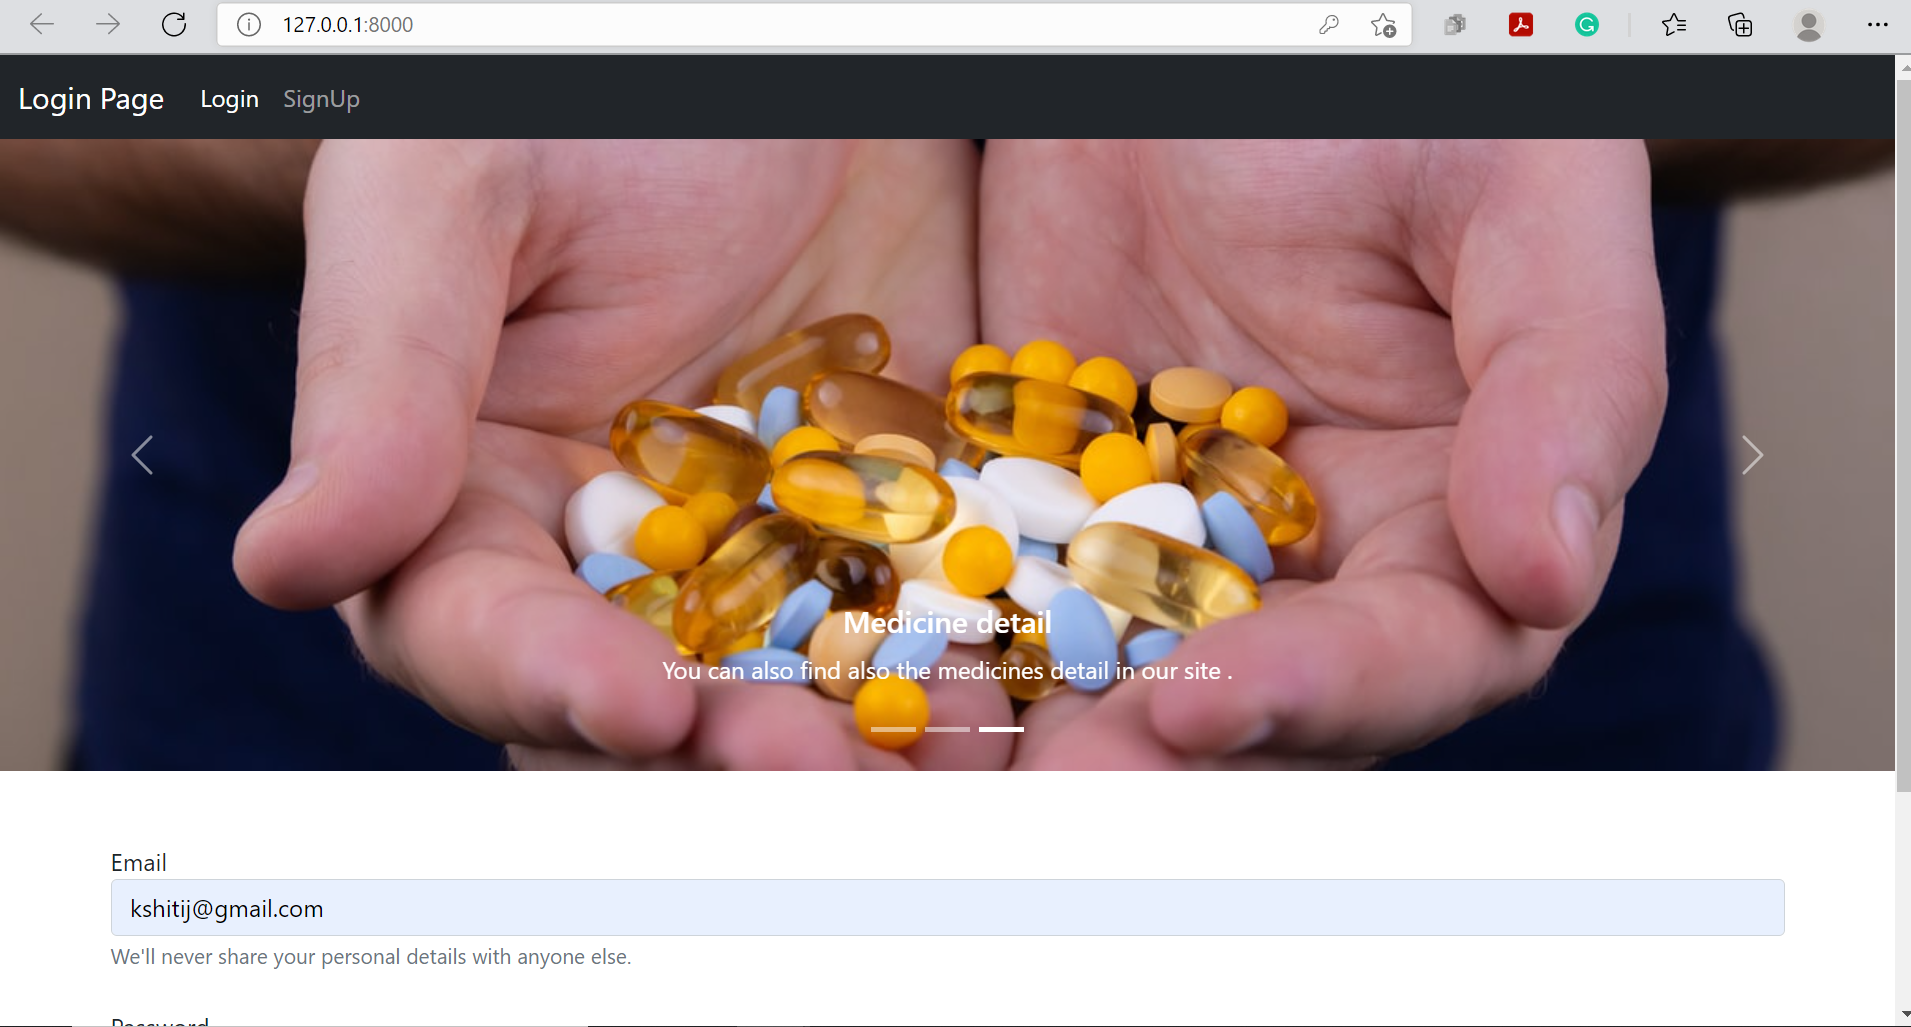 127.0.0.1:8000
Login Page Login SignUp
Medicine detail
You can also find also the medicines detail in our site .
Email
kshitij@gmail.com
We'll never share your personal details with anyone else.
Password